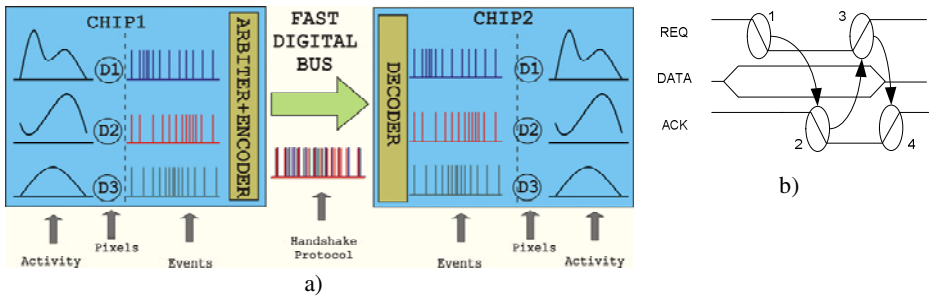 CHIP1
ARBITER+ENCODER
FAST
DIGITAL
BUS
CHIP2
DECODER
D1
D2
D3
D1
D2
D3
Activity
Pixels
Events
Handshake
Protocol
Events
Pixels
Activity
a)
REQ
1
3
DATA
ACK
2
4
b)